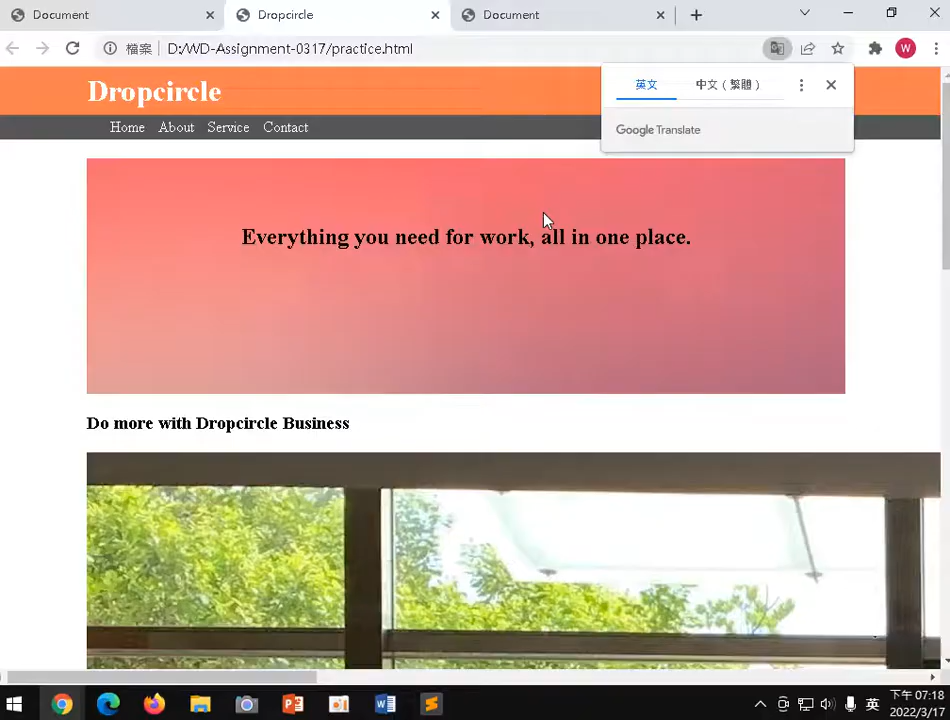 Document
Dropcircle
Document
檔案 D:/WD-Assignment-0317/practice.html
W
Dropcircle
英文 中文（繁體）
Google Translate
Home About Service Contact
Everything you need for work, all in one place.
Do more with Dropcircle Business
英
下午 07:18
2022/3/17